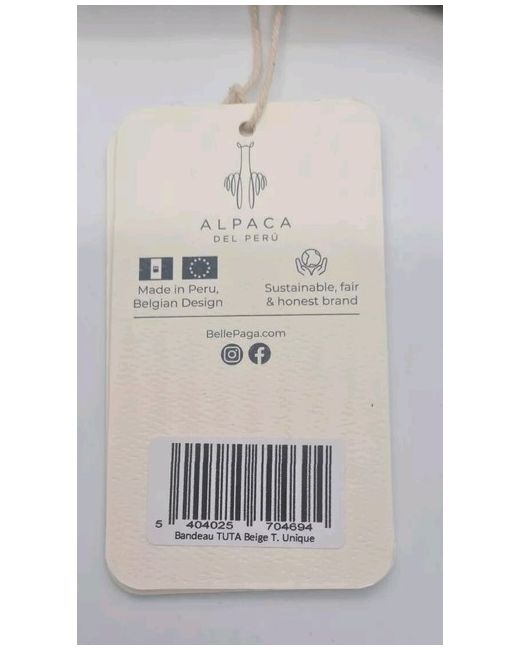 ALPACA
DEL PERÚ
Made in Peru,
Belgian Design
Sustainable, fair
& honest brand
BellePaga.com
5 404025 704694
Bandeau TUTA Beige T. Unique